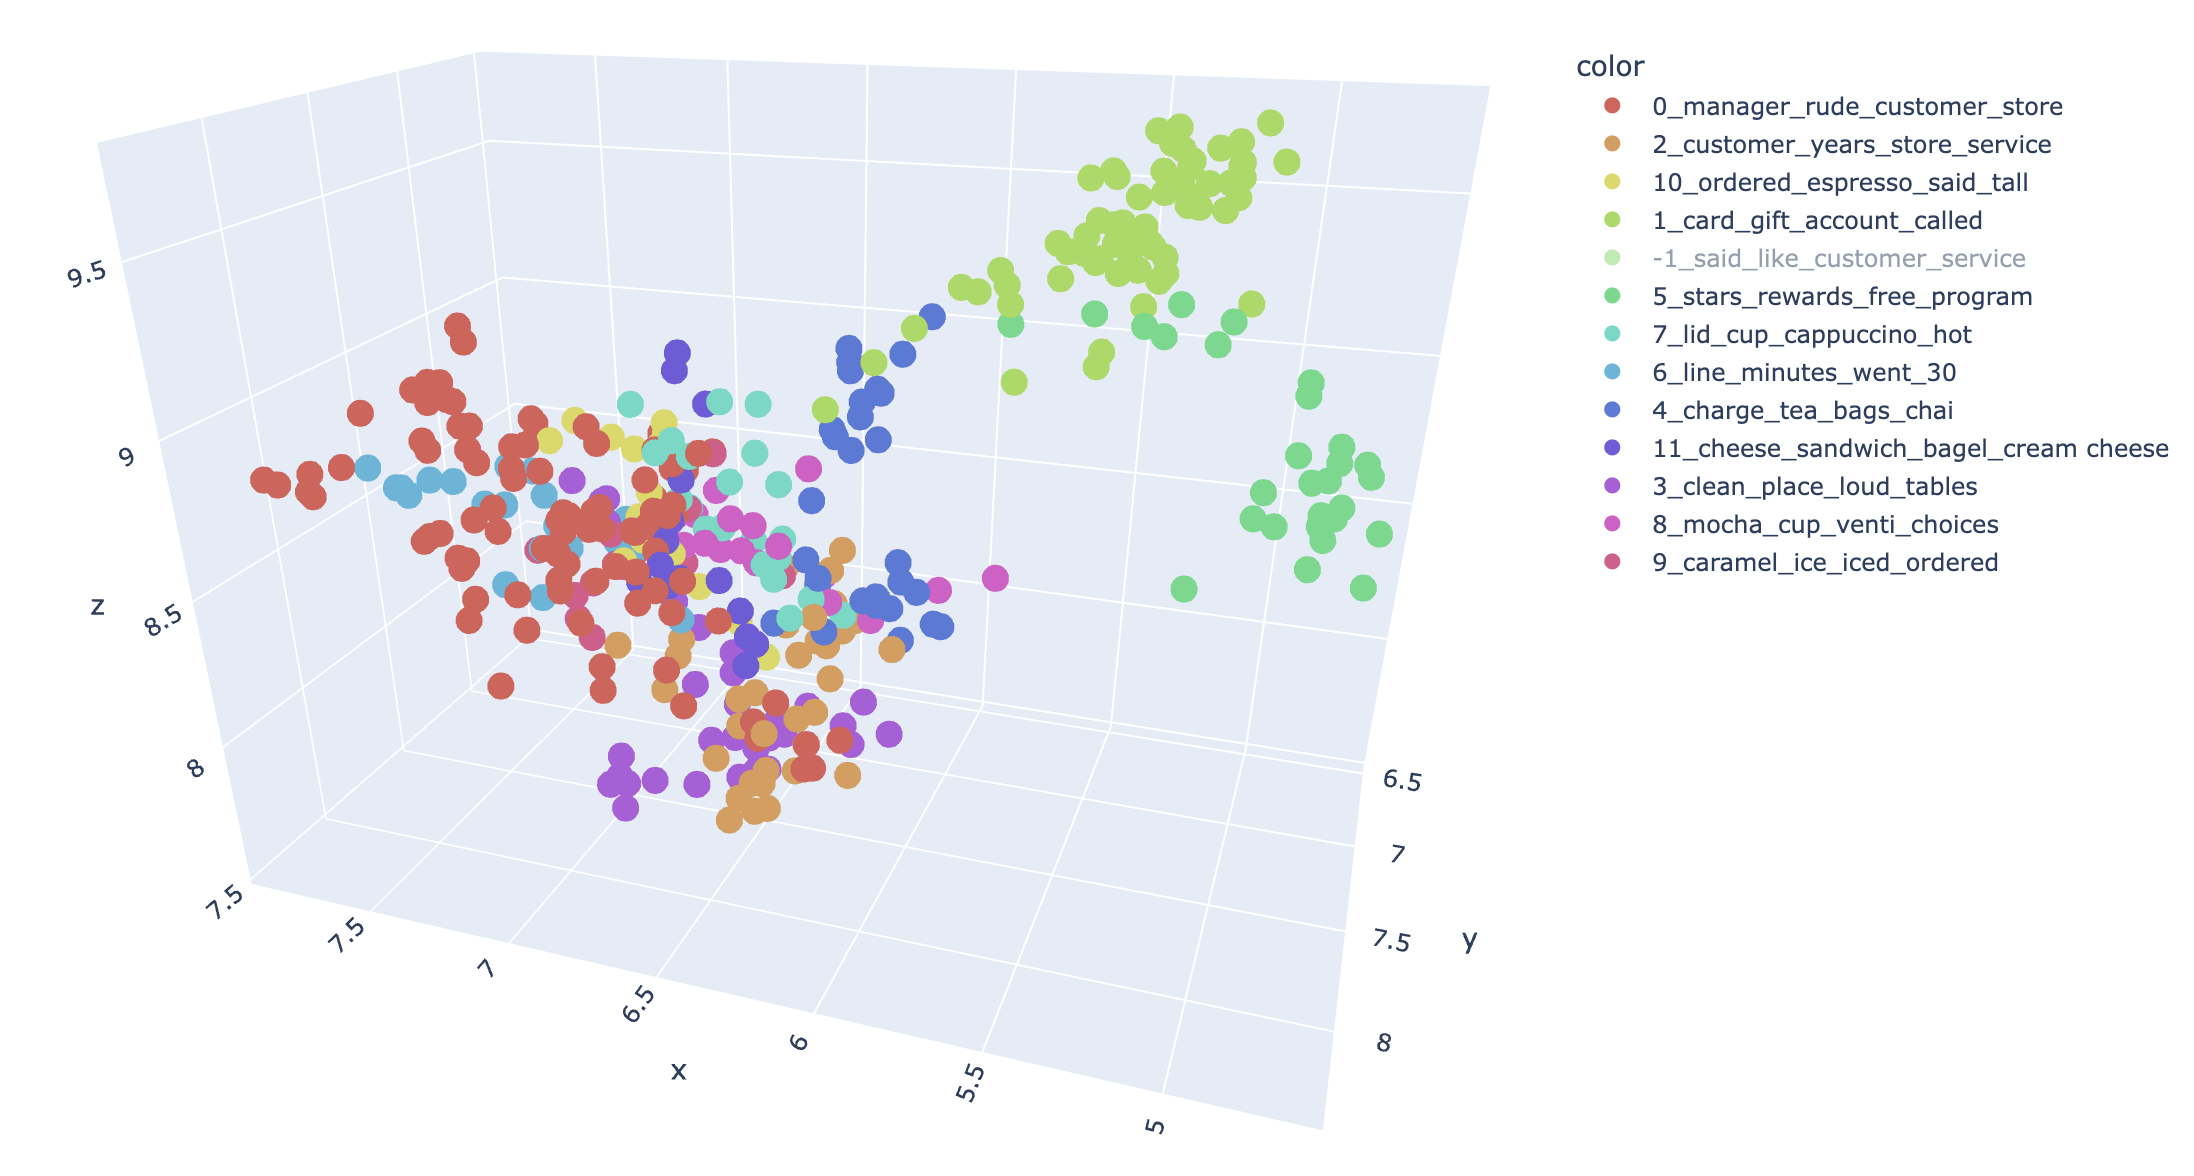 color
0_manager_rude_customer_store
2_customer_years_store_service
10_ordered_espresso_said_tall
1_card_gift_account_called
-1_said_like_customer_service
5_stars_rewards_free_program
7_lid_cup_cappuccino_hot
6_line_minutes_went_30
4_charge_tea_bags_chai
11_cheese_sandwich_bagel_cream cheese
3_clean_place_loud_tables
8_mocha_cup_venti_choices
9_caramel_ice_iced_ordered
9.5
9
z
8.5
8
7.5
7.5
7
6.5
x
6
5.5
5
6.5
7
7.5
y
8